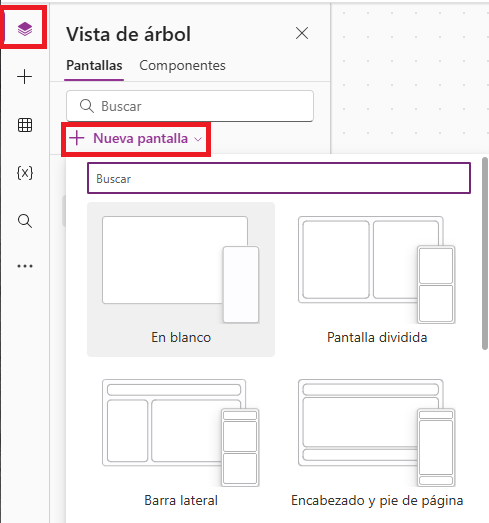 Vista de árbol
Pantallas Componentes
Buscar
Nueva pantalla
{x}
Buscar
En blanco
Pantalla dividida
Barra lateral
Encabezado y pie de página